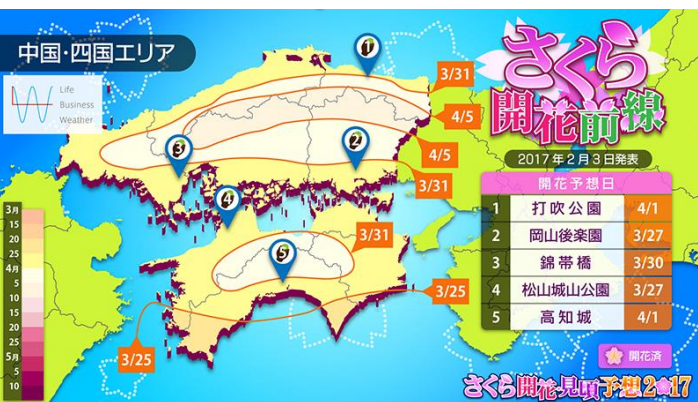 中国・四国エリア
Life
Business
Weather
さくら
開花前線
2017年2月3日発表
開花予想日
1 打吹公園 4/1
2 岡山後楽園 3/27
3 錦帯橋 3/30
4 松山城山公園 3/27
5 高知城 4/1
開花済
さくら開花見頃予想2017
3/31
4/5
4/5
3/31
3/31
3/25
3/25
1
2
3
4
5
3月
15
20
25
4月
5
10
15
20
25
5月
5
10